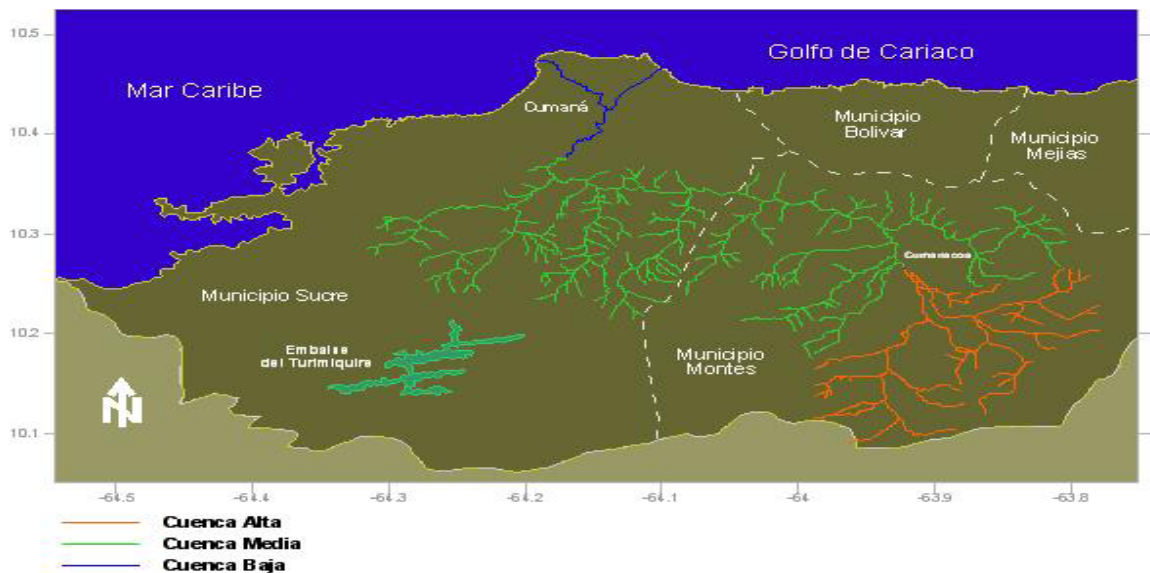 10.5
10.4
10.3
10.2
10.1
Mar Caribe
Golfo de Cariaco
Cumaná
Municipio
Bolivar
Municipio
Mejias
Cumanacoa
Municipio Sucre
Embalse
del Turimiquire
Municipio
Montes
N
-64.5
-64.4
-64.3
-64.2
-64.1
-64
-63.9
-63.8
Cuenca Alta
Cuenca Media
Cuenca Baja